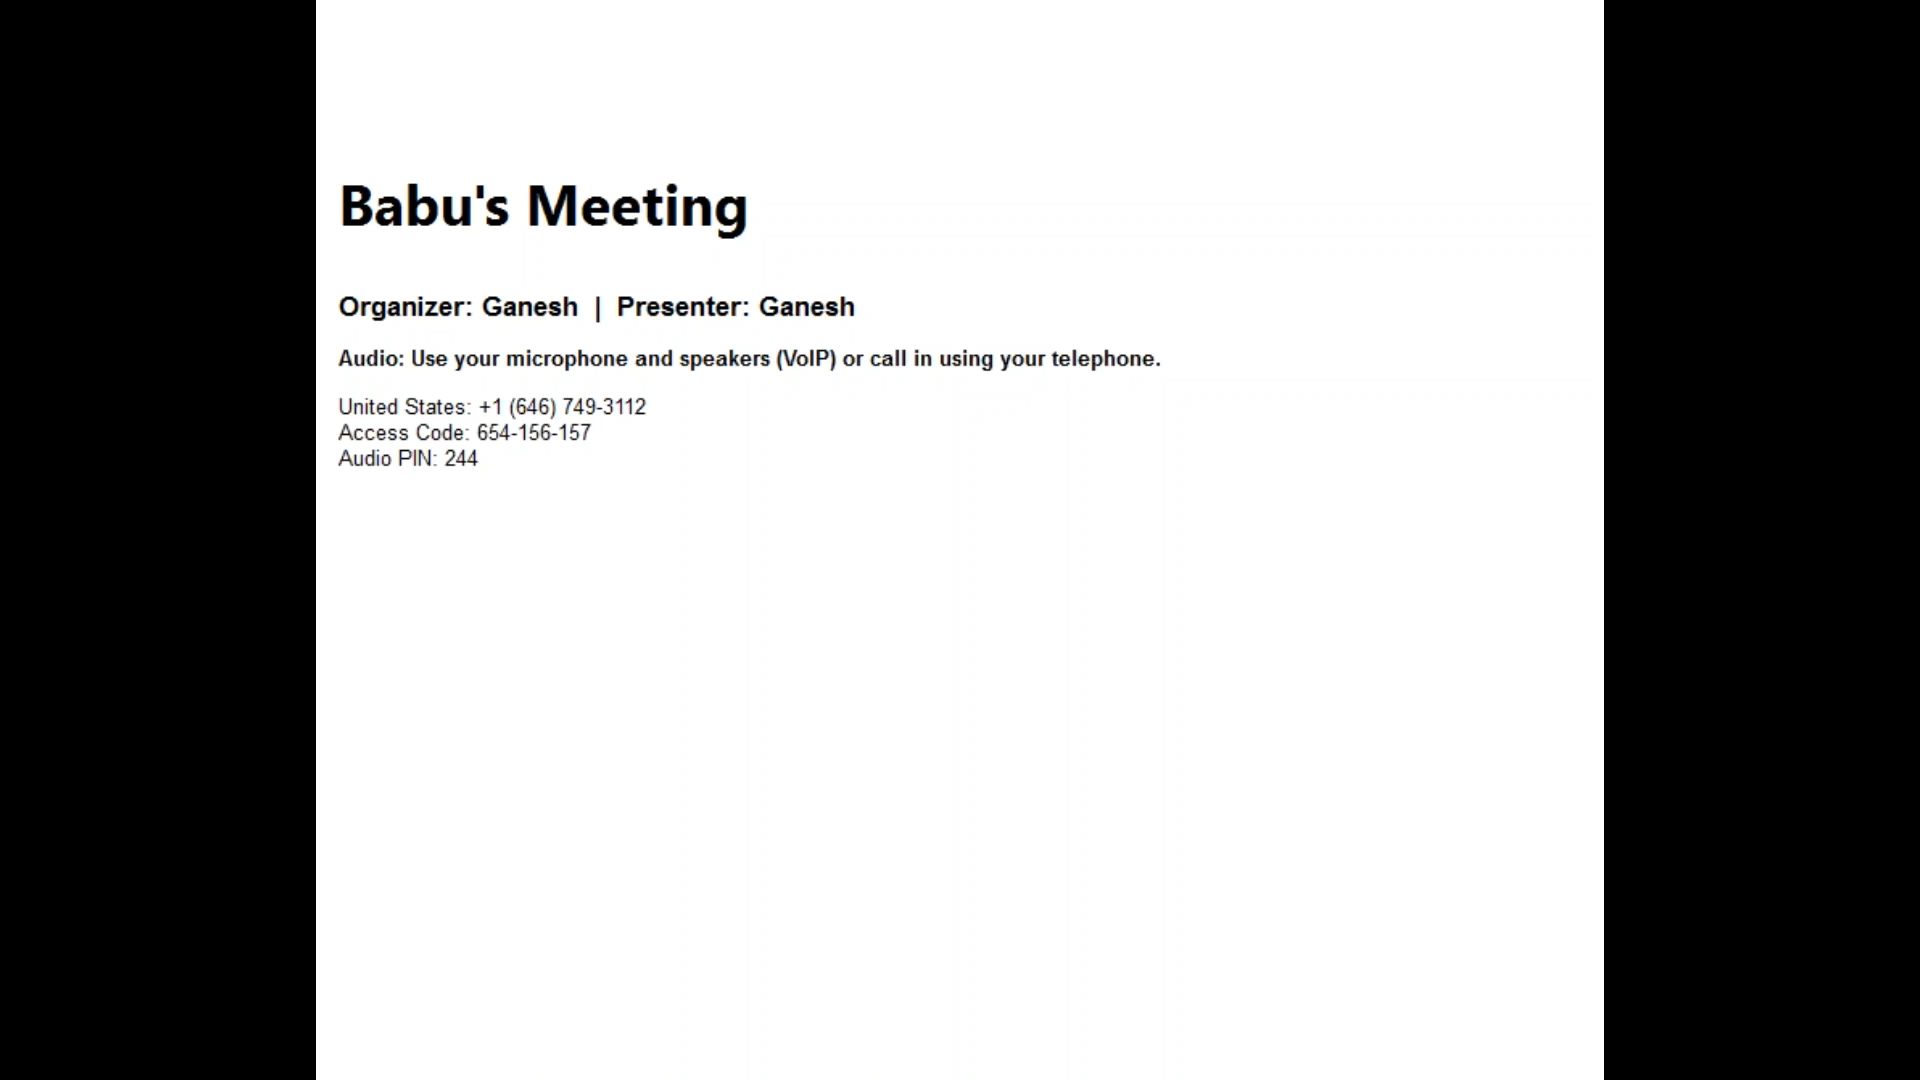 Babu's Meeting
Organizer: Ganesh | Presenter: Ganesh
Audio: Use your microphone and speakers (VoIP) or call in using your telephone.
United States: +1 (646) 749-3112
Access Code: 654-156-157
Audio PIN: 244